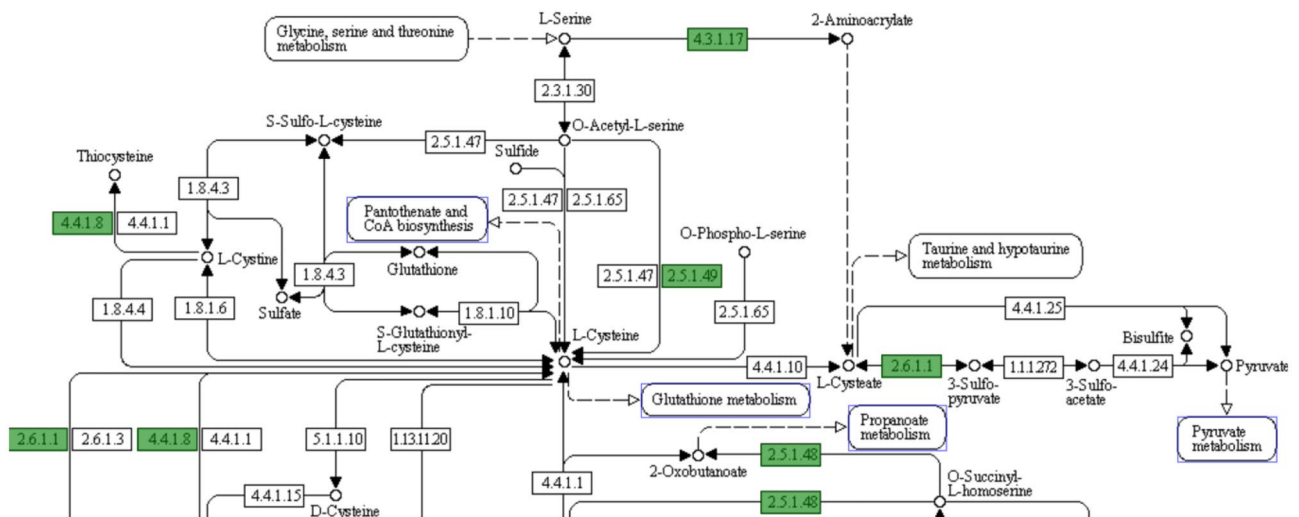 L-Serine
2-Aminoacrylate
Glycine, serine and threonine
metabolism
4.3.1.17
2.3.1.30
S-Sulfo-L-cysteine
2.5.1.47
O-Acetyl-L-serine
Thiocysteine
Sulfide
1.8.4.3
2.5.1.47
2.5.1.65
Pantothenate and
CoA biosynthesis
4.4.1.8
4.4.1.1
O-Phospho-L-serine
Taurine and hypotaurine
metabolism
L-Cystine
Glutathione
1.8.4.3
2.5.1.47
2.5.1.49
1.8.4.4
1.8.1.6
Sulfate
1.8.1.10
2.5.1.65
4.4.1.25
S-Glutathionyl-
L-cysteine
L-Cysteine
Bisulfite
4.4.1.10
2.6.1.1
1.1.1.272
4.4.1.24
Pyruvate
L-Cysteate
3-Sulfo-
pyruvate
3-Sulfo-
acetate
Glutathione metabolism
Propanoate
metabolism
Pyruvate
metabolism
2.6.1.1
2.6.1.3
4.4.1.8
4.4.1.1
5.1.1.10
1.13.11.20
2.5.1.48
2-Oxobutanoate
4.4.1.1
O-Succinyl-
L-homoserine
4.4.1.15
D-Cysteine
2.5.1.48